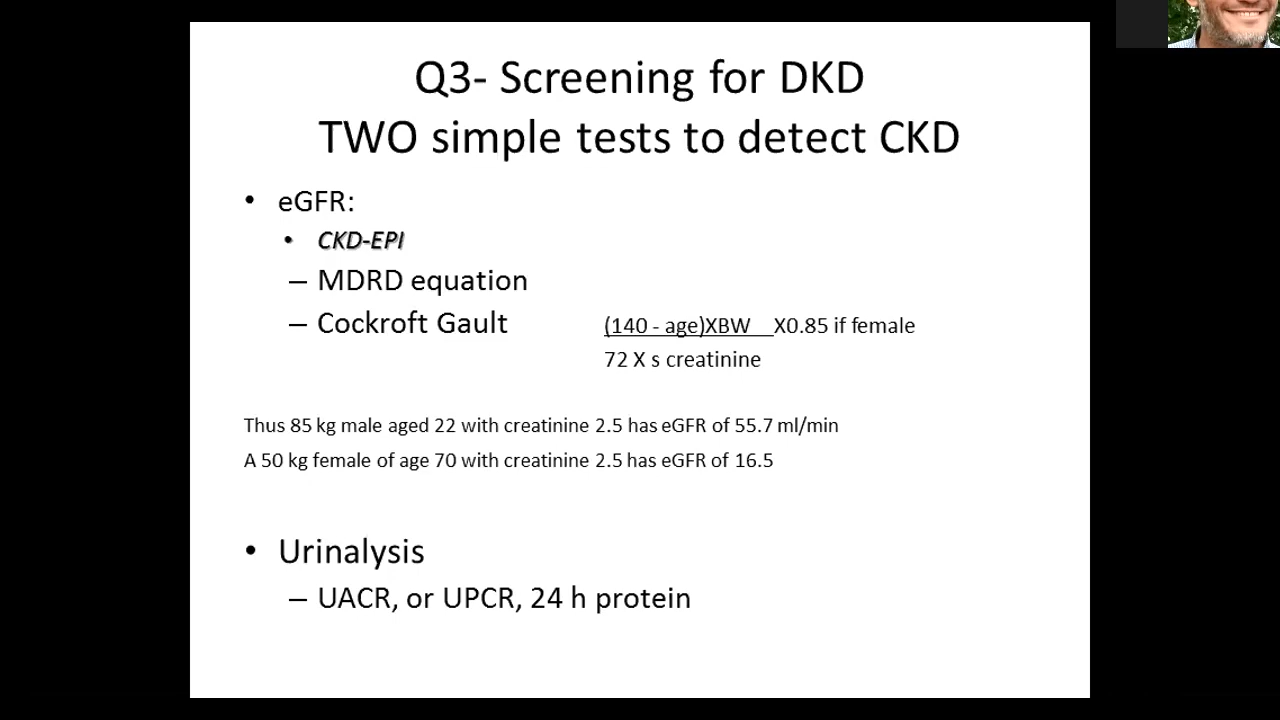 Q3- Screening for DKD
TWO simple tests to detect CKD
• eGFR:
• CKD-EPI
– MDRD equation
– Cockroft Gault (140 - age)XBW X0.85 if female
72 X s creatinine
Thus 85 kg male aged 22 with creatinine 2.5 has eGFR of 55.7 ml/min
A 50 kg female of age 70 with creatinine 2.5 has eGFR of 16.5
• Urinalysis
– UACR, or UPCR, 24 h protein